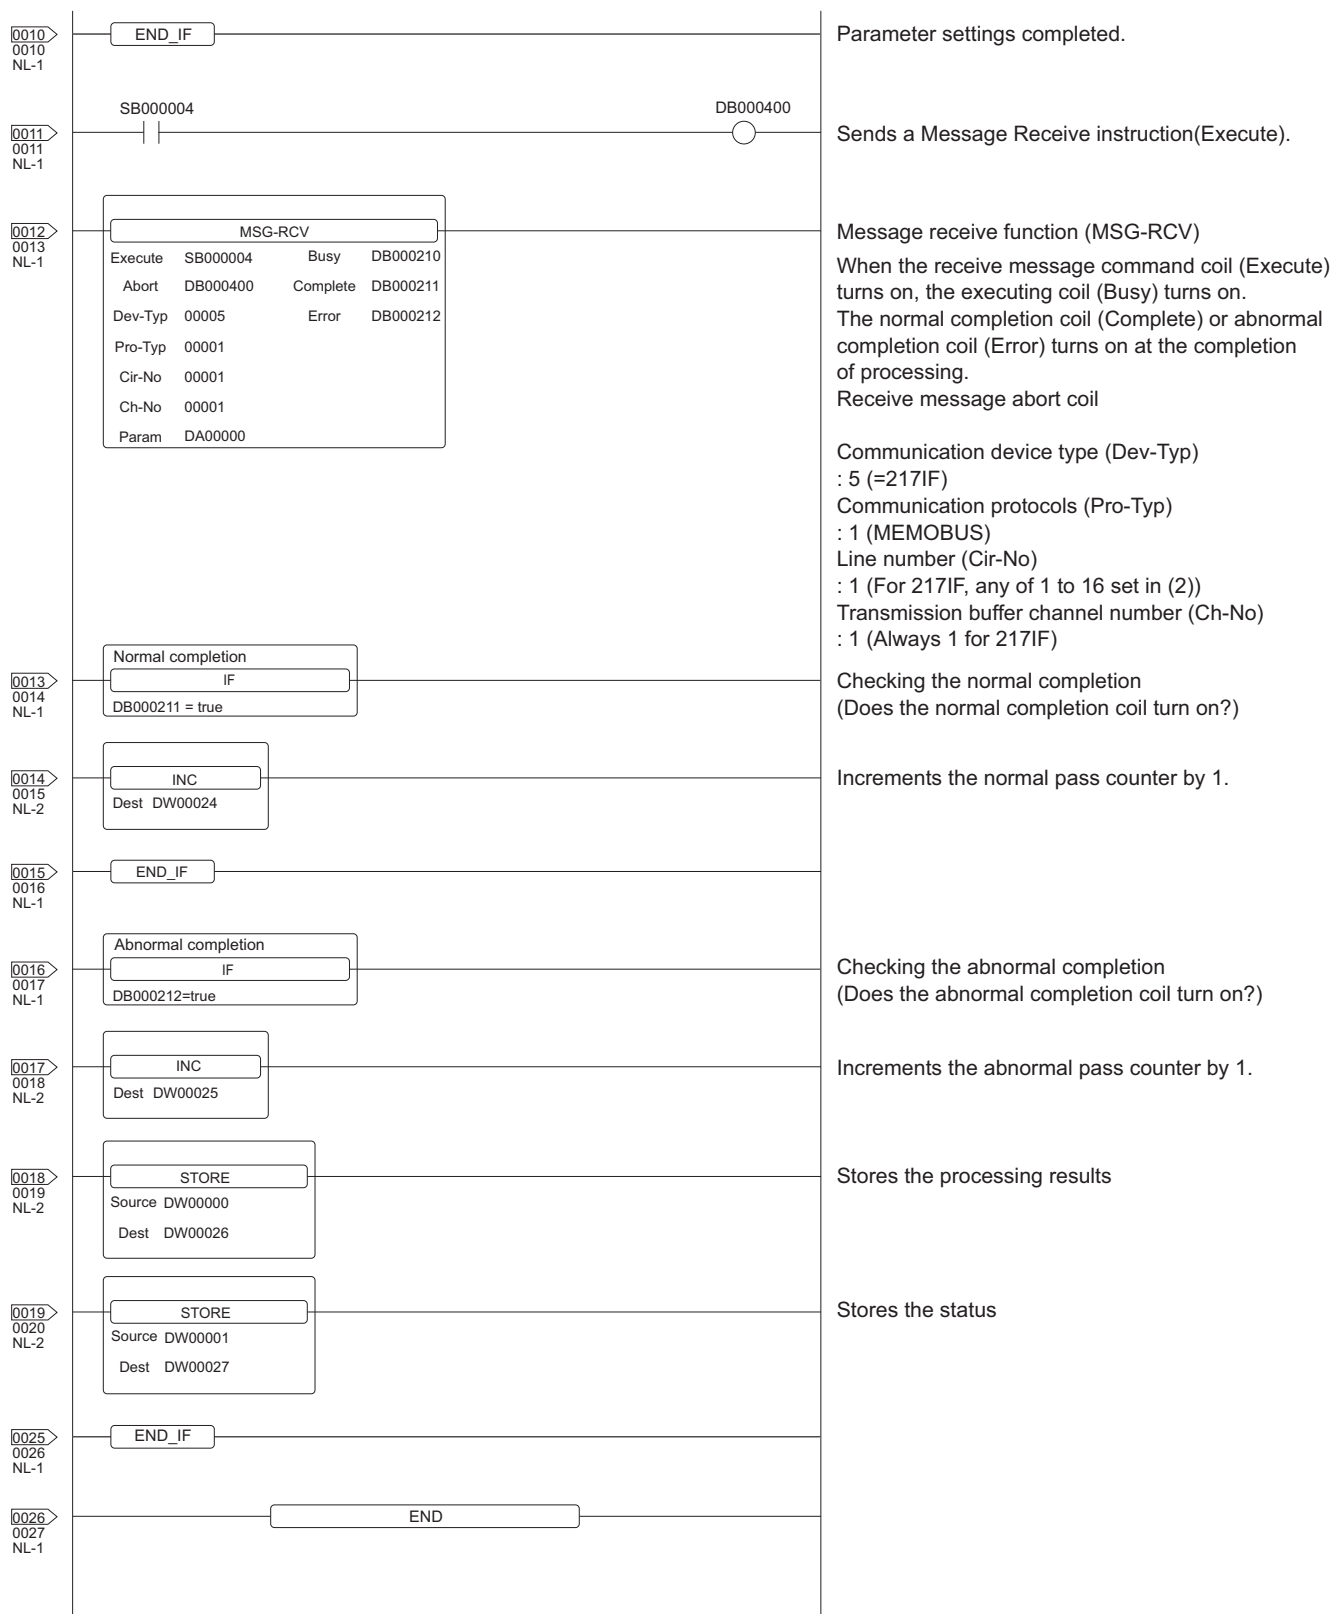 0010
0010
NL-1
END_IF
Parameter settings completed.
SB000004
DB000400
0011
0011
NL-1
Sends a Message Receive instruction(Execute).
0012
0013
NL-1
MSG-RCV
Execute SB000004 Busy DB000210
Abort DB000400 Complete DB000211
Dev-Typ 00005 Error DB000212
Pro-Typ 00001
Cir-No 00001
Ch-No 00001
Param DA00000
Message receive function (MSG-RCV)
When the receive message command coil (Execute)
turns on, the executing coil (Busy) turns on.
The normal completion coil (Complete) or abnormal
completion coil (Error) turns on at the completion
of processing.
Receive message abort coil
Communication device type (Dev-Typ)
: 5 (=217IF)
Communication protocols (Pro-Typ)
: 1 (MEMOBUS)
Line number (Cir-No)
: 1 (For 217IF, any of 1 to 16 set in (2))
Transmission buffer channel number (Ch-No)
: 1 (Always 1 for 217IF)
0013
0014
NL-1
Normal completion
IF
DB000211 = true
Checking the normal completion
(Does the normal completion coil turn on?)
0014
0015
NL-2
INC
Dest DW00024
Increments the normal pass counter by 1.
0015
0016
NL-1
END_IF
0016
0017
NL-1
Abnormal completion
IF
DB000212=true
Checking the abnormal completion
(Does the abnormal completion coil turn on?)
0017
0018
NL-2
INC
Dest DW00025
Increments the abnormal pass counter by 1.
0018
0019
NL-2
STORE
Source DW00000
Dest DW00026
Stores the processing results
0019
0020
NL-2
STORE
Source DW00001
Dest DW00027
Stores the status
0025
0026
NL-1
END_IF
0026
0027
NL-1
END